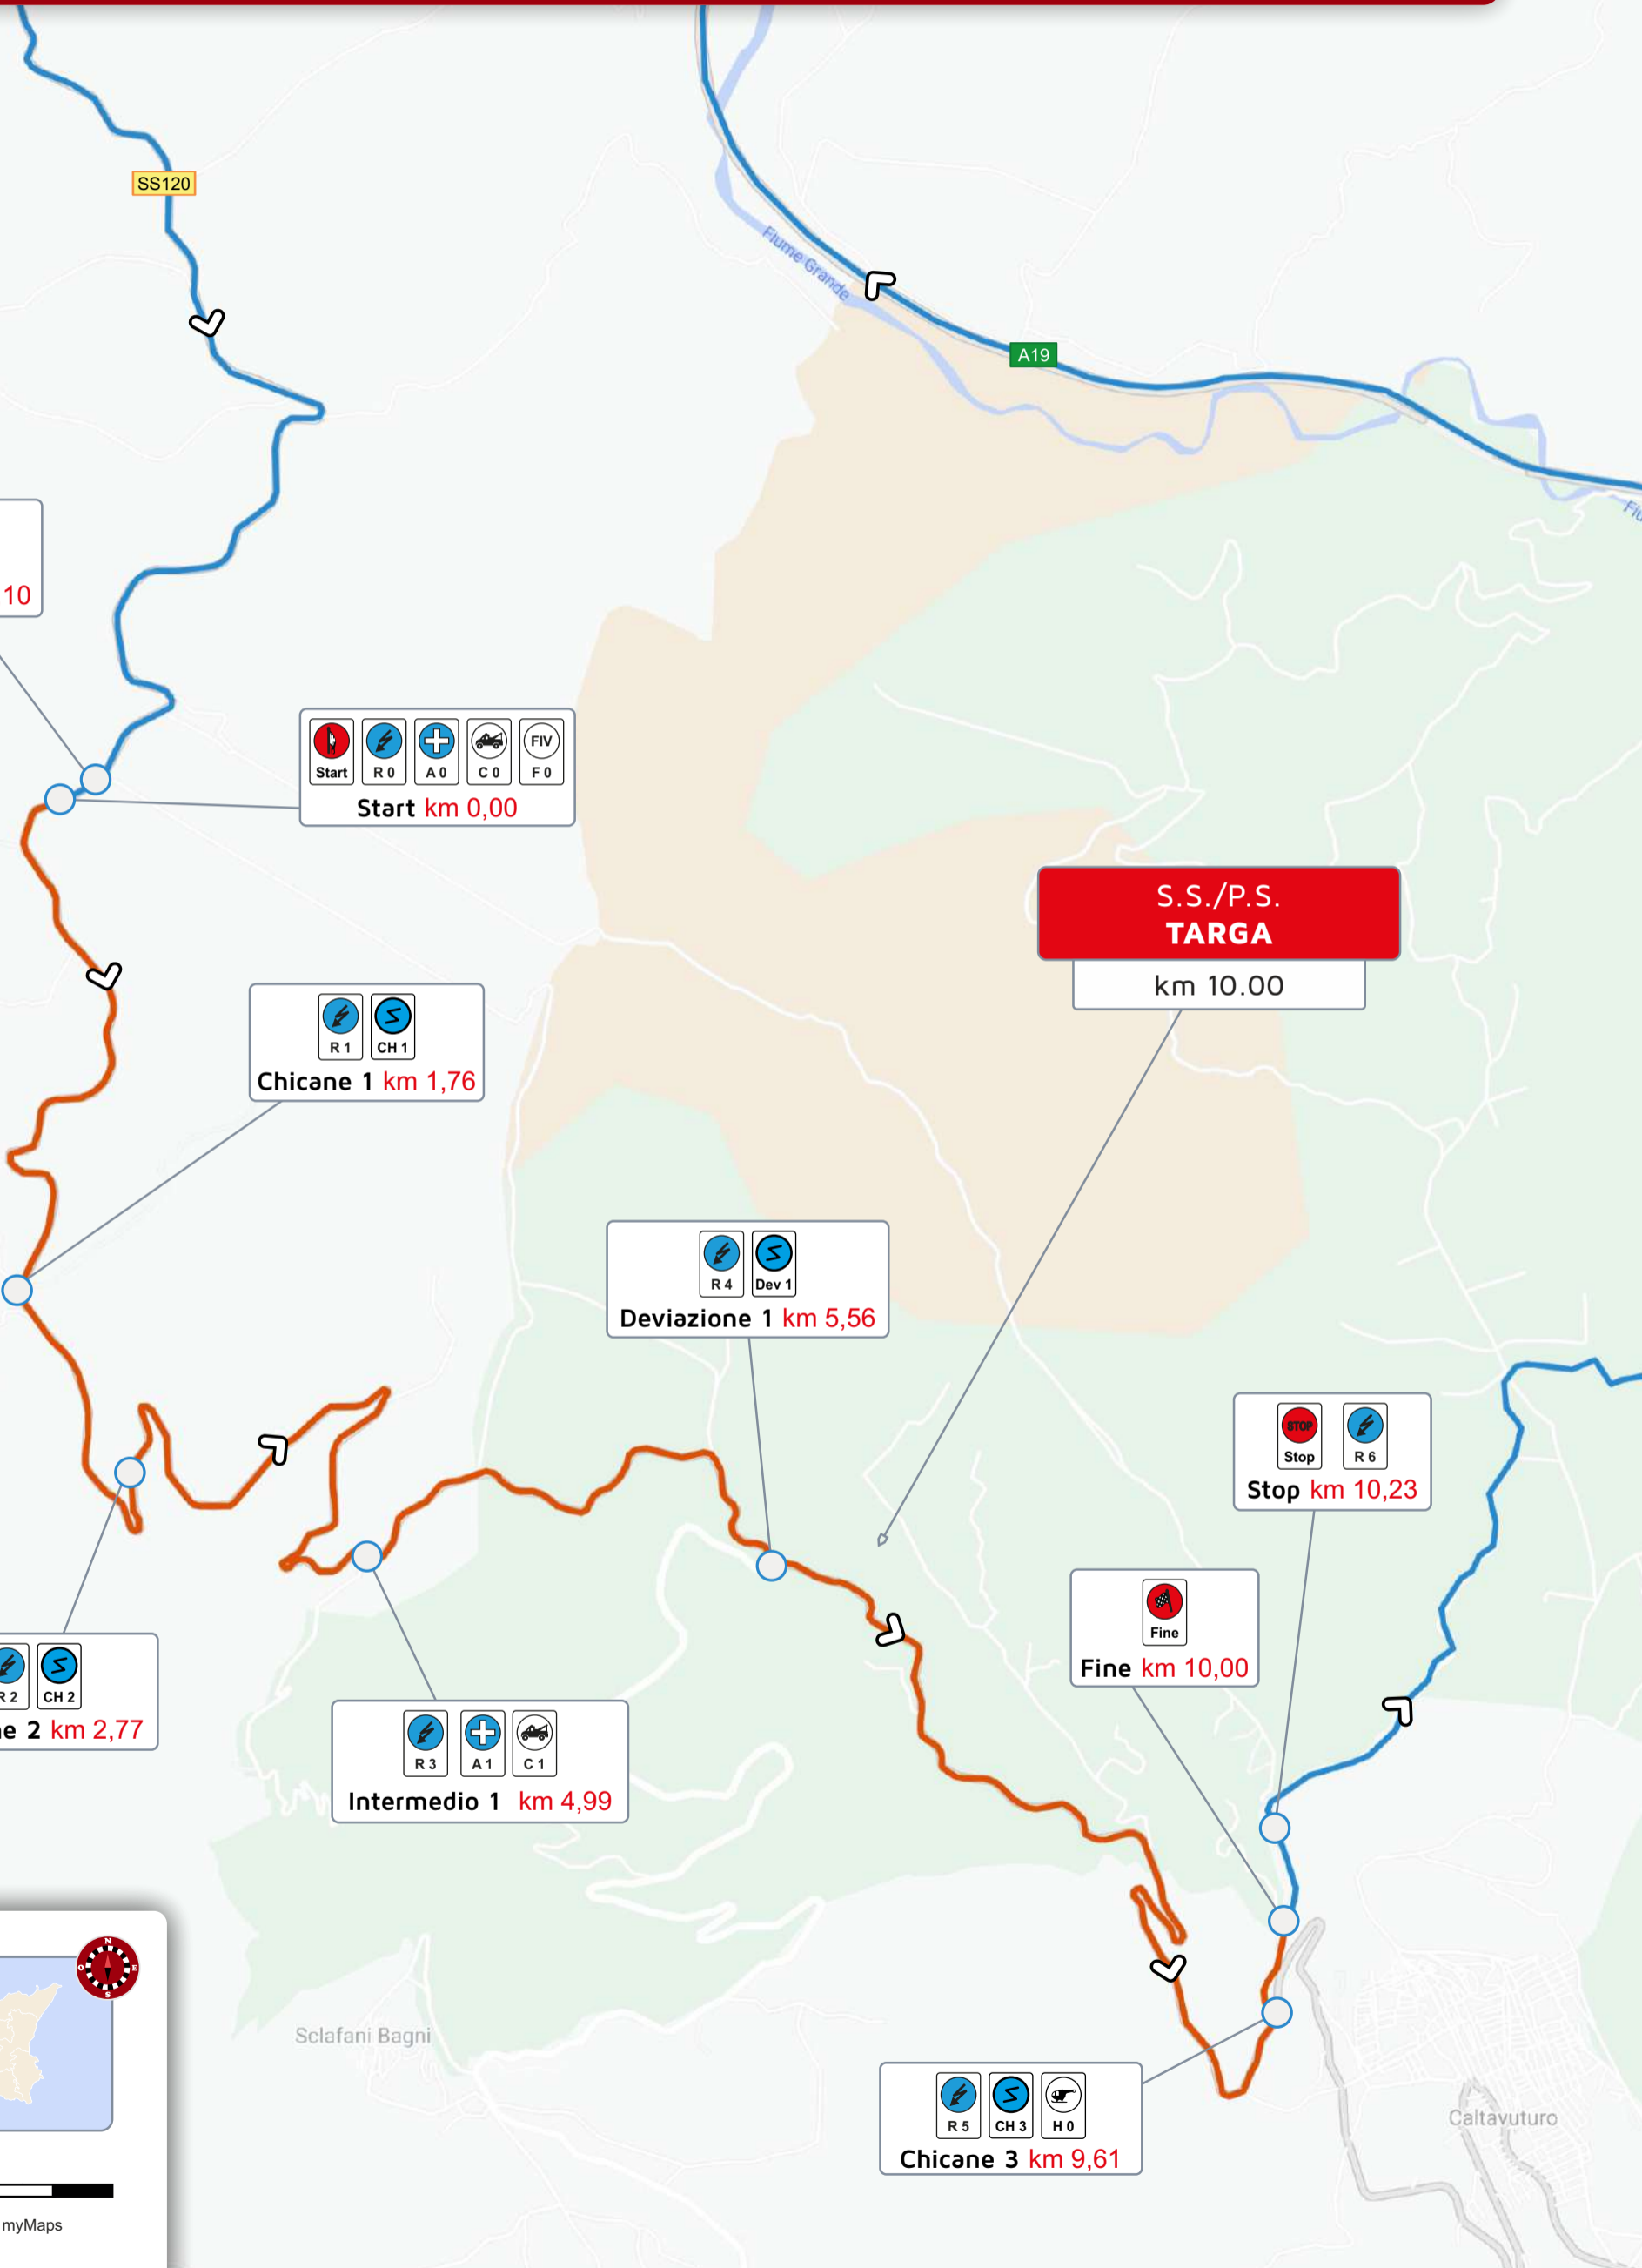 SS120
Fiume Grande
A19
10
Start
R 0
A 0
C 0
FIV
F 0
Start km 0,00
S.S./P.S.
TARGA
km 10.00
R 1
CH 1
Chicane 1 km 1,76
R 4
Dev 1
Deviazione 1 km 5,56
STOP
Stop
R 6
Stop km 10,23
Fine
Fine km 10,00
R 2
CH 2
e 2 km 2,77
R 3
A 1
C 1
Intermedio 1 km 4,99
N
O
E
S
Sclafani Bagni
R 5
CH 3
H 0
Chicane 3 km 9,61
Caltavuturo
myMaps